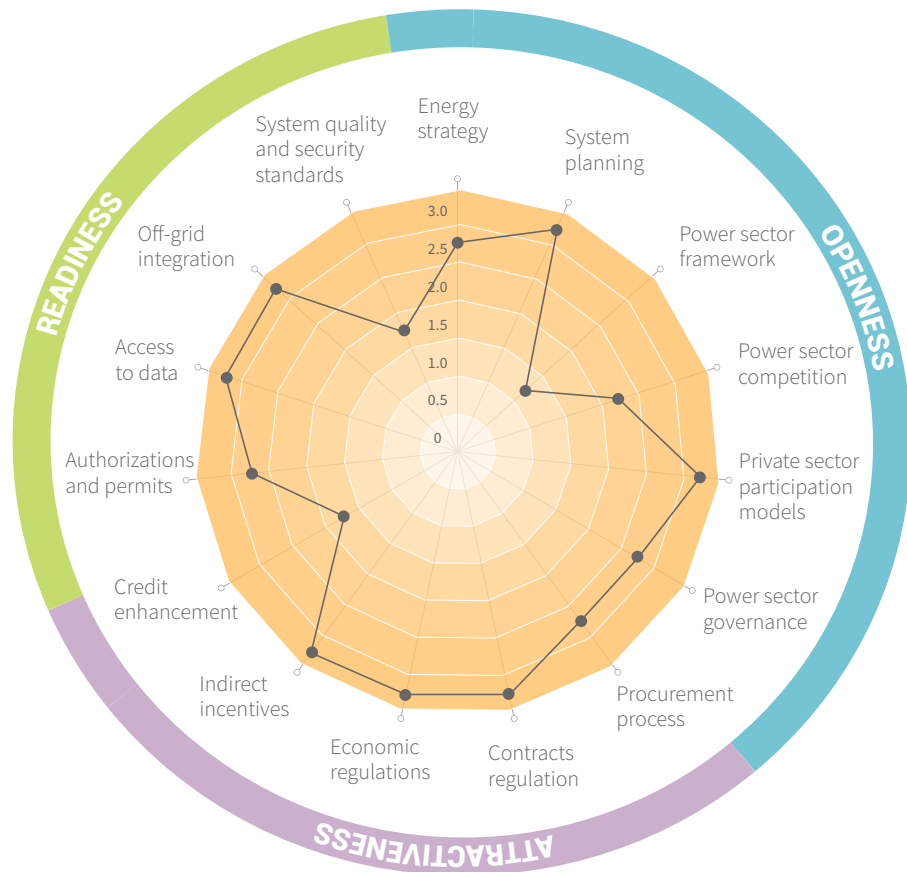 Energy
strategy
System
planning
Power sector
framework
Power sector
competition
Private sector
participation
models
Power sector
governance
Procurement
process
Contracts
regulation
Economic
regulations
Indirect
incentives
Credit
enhancement
Authorizations
and permits
Access
to data
Off-grid
integration
System quality
and security
standards
3.0
2.5
2.0
1.5
1.0
0.5
0
READINESS
OPENNESS
ATTRACTIVENESS